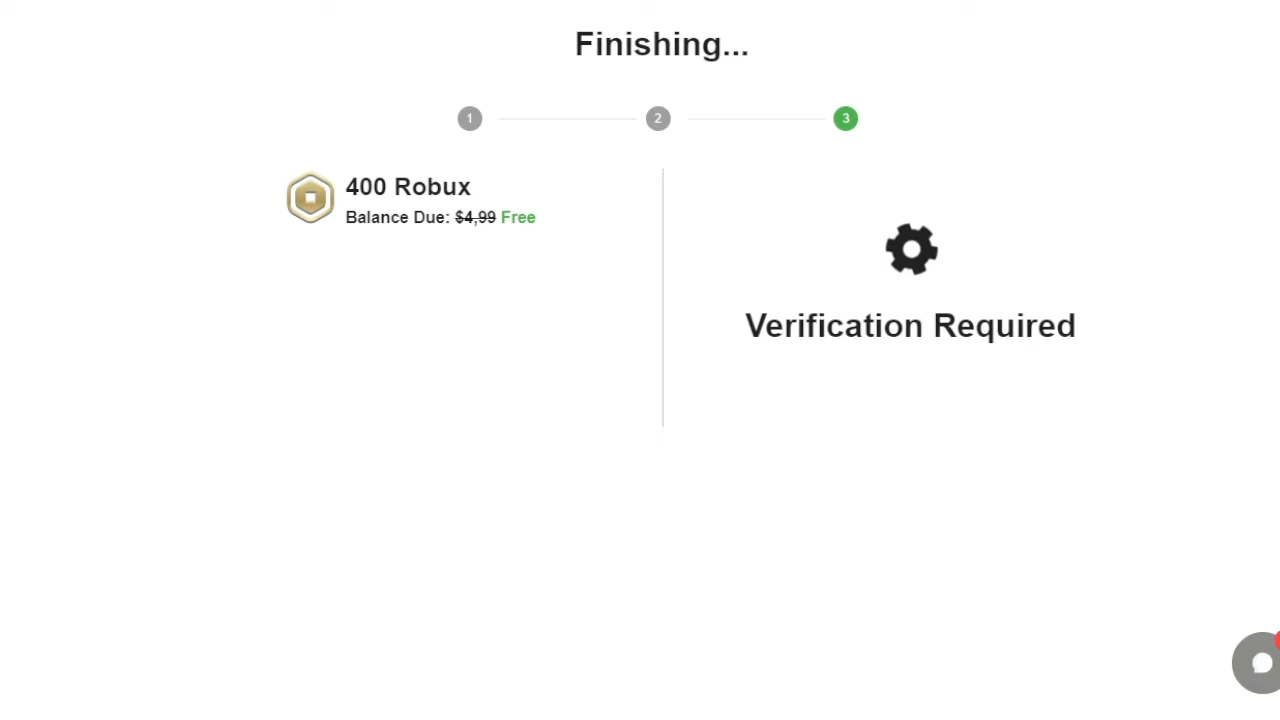 Finishing...
1 2 3
400 Robux
Balance Due: $4,99 Free
Verification Required